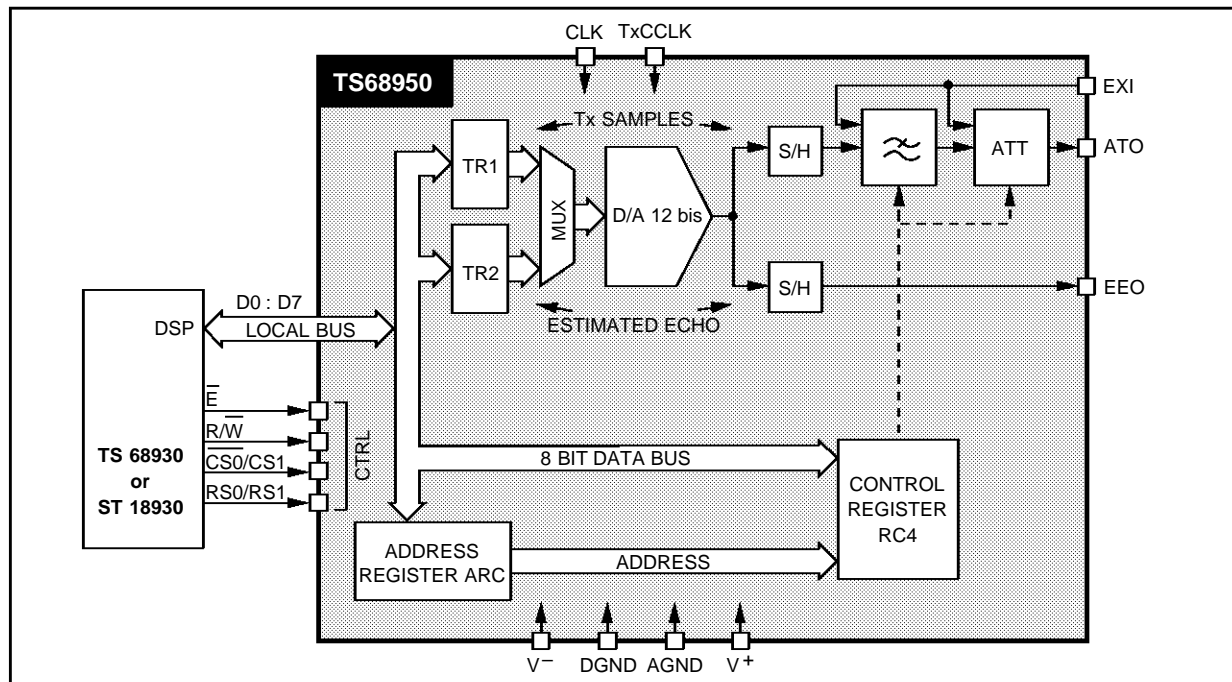 CLK TxCCLK
TS68950
EXI
Tx SAMPLES
TR1
S/H
ATT
ATO
MUX
D/A 12 bis
TR2
S/H
EEO
D0 : D7
DSP
LOCAL BUS
ESTIMATED ECHO
E̅
R/W̅
C̅S̅0̅/CS1
RS0/RS1
CTRL
TS 68930
or
ST 18930
8 BIT DATA BUS
CONTROL
REGISTER
RC4
ADDRESS
REGISTER ARC
ADDRESS
V− DGND AGND V+